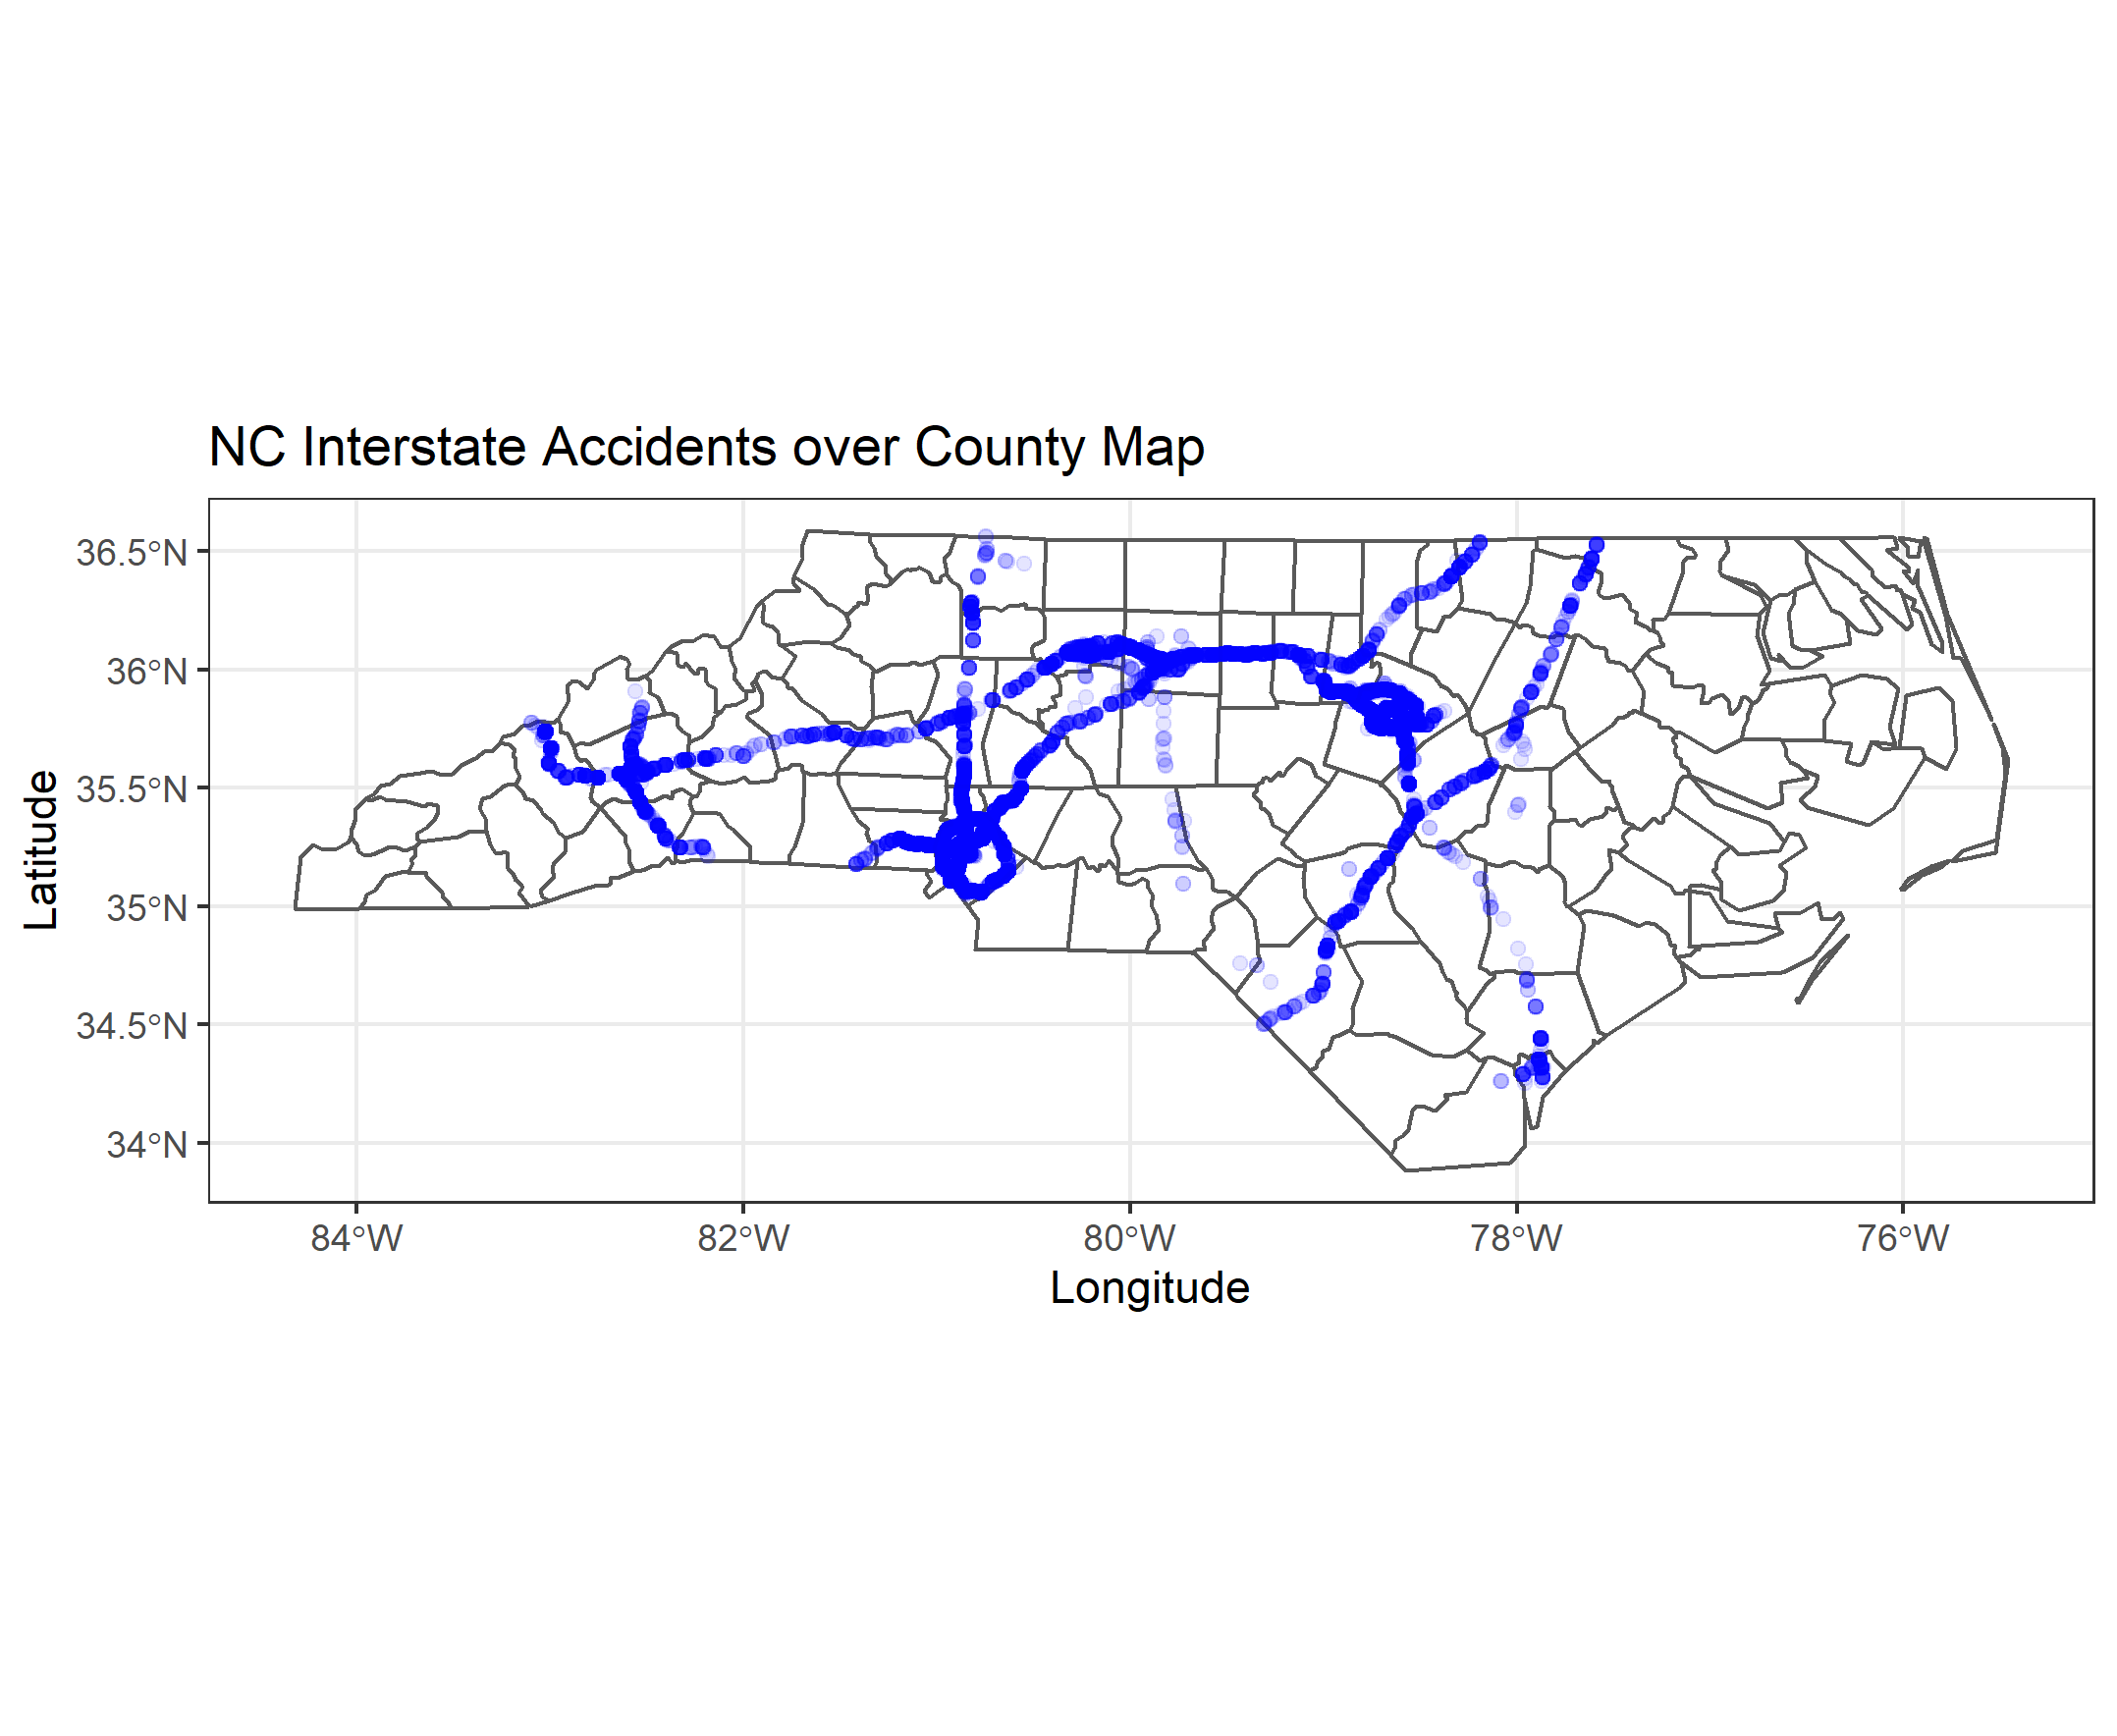 NC Interstate Accidents over County Map
36.5°N
36°N
35.5°N
35°N
34.5°N
34°N
84°W
82°W
80°W
78°W
76°W
Longitude
Latitude